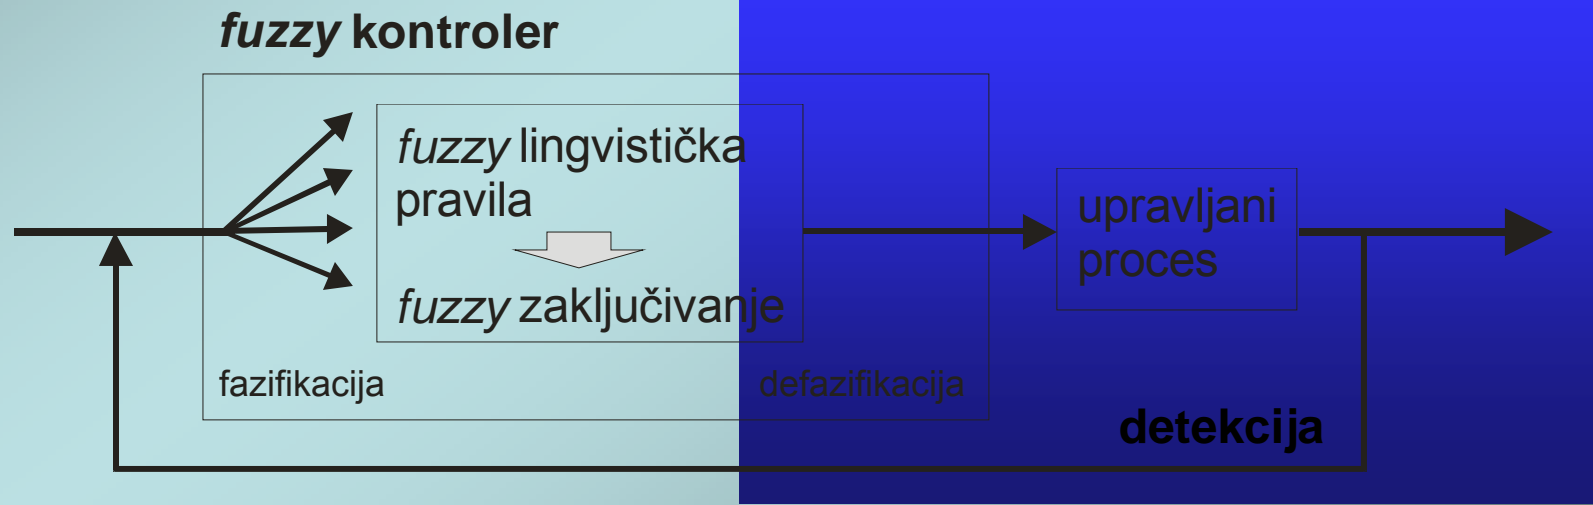 fuzzy kontroler
fuzzy lingvistička
pravila
fuzzy zaključivanje
fazifikacija
defazifikacija
upravljani
proces
detekcija